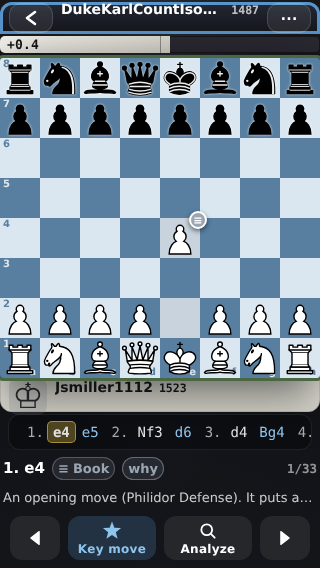 DukeKarlCountIso... 1487
...
+0.4
8
7
6
5
4
3
2
1
Jsmiller1112 1523
1. e4 e5 2. Nf3 d6 3. d4 Bg4 4.
1. e4 Book why 1/33
An opening move (Philidor Defense). It puts a...
Key move
Analyze